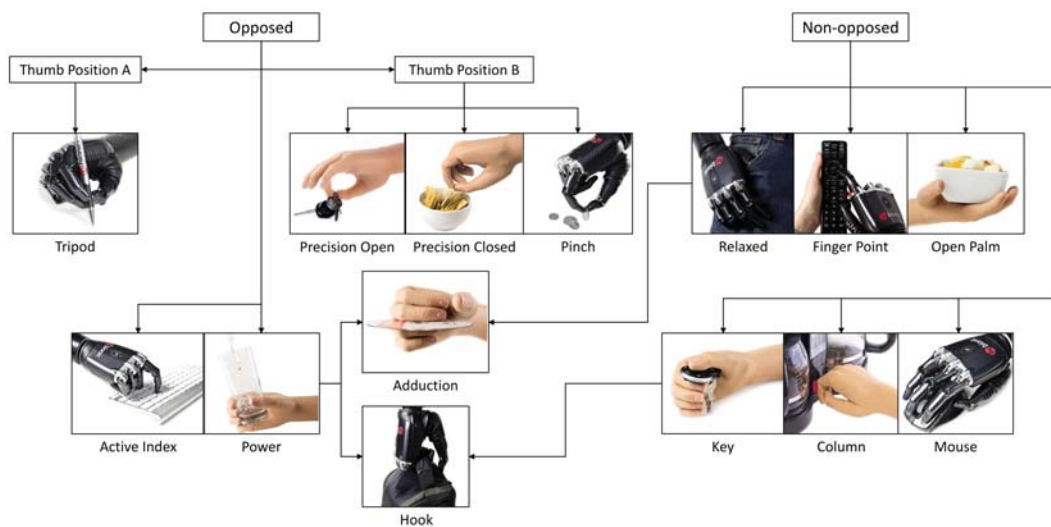 Opposed
Non-opposed
Thumb Position A
Thumb Position B
Tripod
Precision Open
Precision Closed
Pinch
Relaxed
Finger Point
Open Palm
Adduction
Active Index
Power
Key
Column
Mouse
Hook